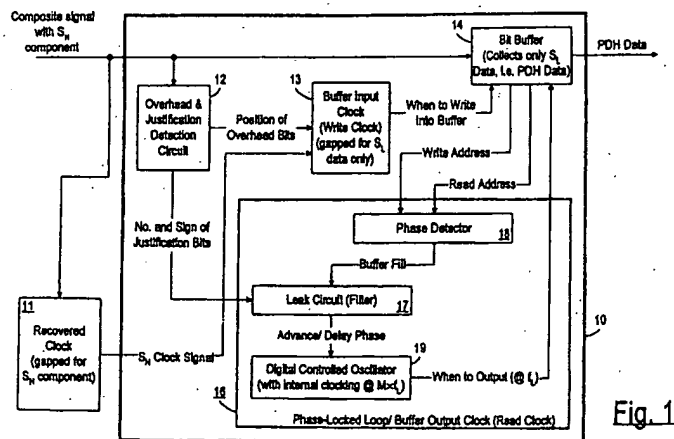 Composite signal with S_N
component
14
Bit Buffer
(Collects only S_L
Data, i.e. PDH Data)
PDH Data
12
Overhead &
Justification
Detection
Circuit
Position of
Overhead Bits
13
Buffer Input
Clock
(Write Clock)
(gapped for S_L
data only)
When to Write
Into Buffer
Write Address
Read Address
No. and Sign of
Justification Bits
Phase Detector
18
Buffer Fill
Leak Circuit (Filter)
17
11
Recovered
Clock
(gapped for
S_N component)
S_N Clock Signal
Advance/ Delay Phase
19
Digital Controlled Oscillator
(with internal clocking @ M×f_L)
When to Output (@ f_L)
10
16
Phase-Locked Loop/ Buffer Output Clock (Read Clock)
Fig. 1